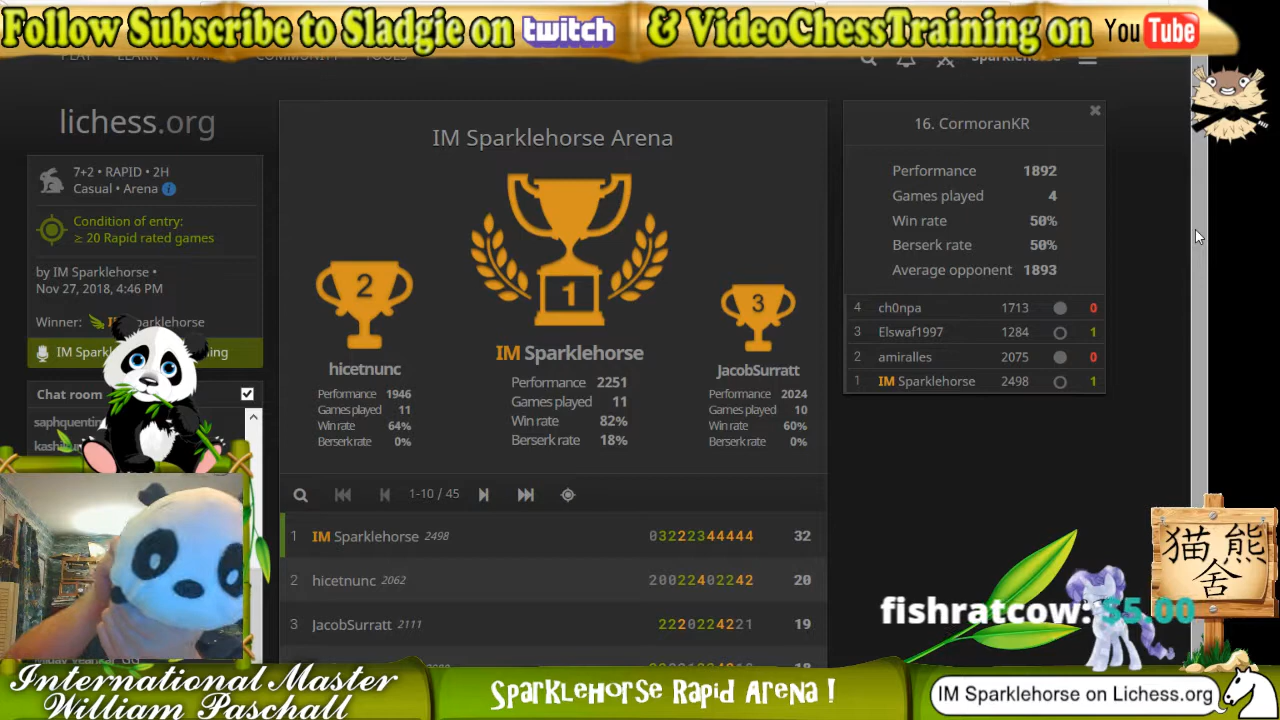 Follow Subscribe to Sladgie on twitch & VideoChessTraining on YouTube
lichess.org
7+2 • RAPID • 2H
Casual • Arena
Condition of entry:
≥ 20 Rapid rated games
by IM Sparklehorse •
Nov 27, 2018, 4:46 PM
Winner:
Chat room
IM Sparklehorse Arena
2
1
3
hicetnunc
Performance 1946
Games played 11
Win rate 64%
Berserk rate 0%
IM Sparklehorse
Performance 2251
Games played 11
Win rate 82%
Berserk rate 18%
JacobSurratt
Performance 2024
Games played 10
Win rate 60%
Berserk rate 0%
1-10 / 45
1 IM Sparklehorse 2498 03222344444 32
2 hicetnunc 2062 20022402242 20
3 JacobSurratt 2111 2220224221 19
16. CormoranKR
Performance 1892
Games played 4
Win rate 50%
Berserk rate 50%
Average opponent 1893
4 ch0npa 1713 0
3 Elswaf1997 1284 1
2 amiralles 2075 0
1 IM Sparklehorse 2498 1
猫熊
舍
fishratcow: $5.00
International Master
William Paschall
Sparklehorse Rapid Arena !
IM Sparklehorse on Lichess.org